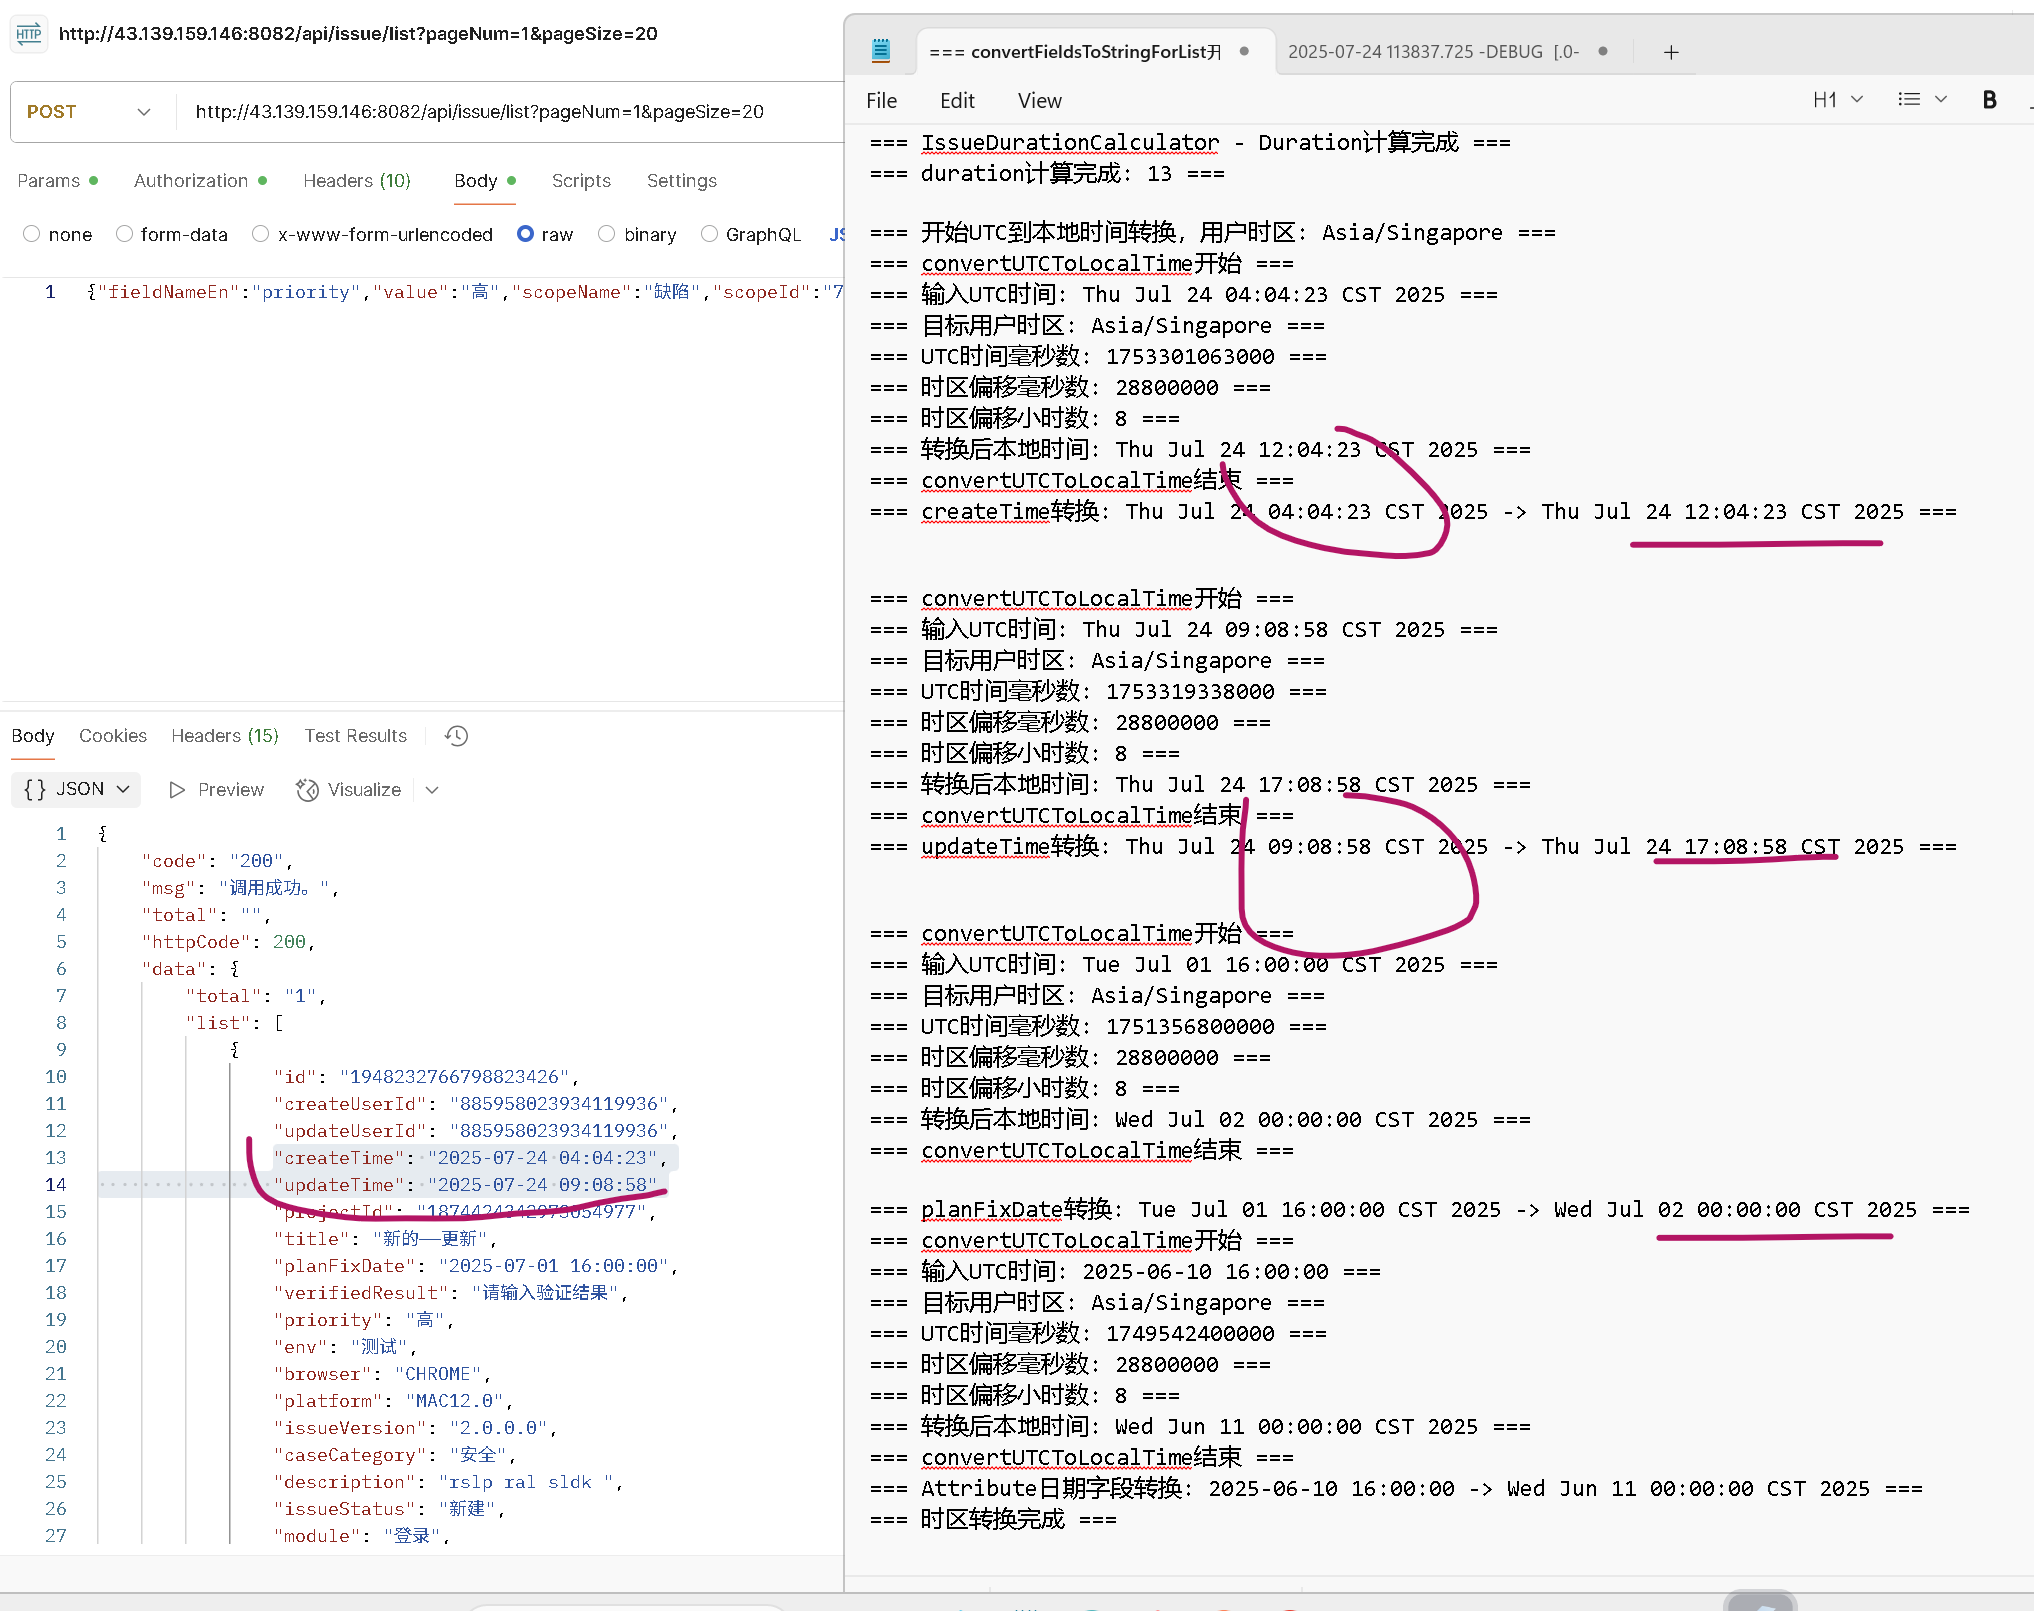 HTTP http://43.139.159.146:8082/api/issue/list?pageNum=1&pageSize=20
POST http://43.139.159.146:8082/api/issue/list?pageNum=1&pageSize=20
Params Authorization Headers (10) Body Scripts Settings
none form-data x-www-form-urlencoded raw binary GraphQL JS
1 {"fieldNameEn":"priority","value":"高","scopeName":"缺陷","scopeId":"7
Body Cookies Headers (15) Test Results
{} JSON Preview Visualize
1 {
2 "code": "200",
3 "msg": "调用成功。",
4 "total": "",
5 "httpCode": 200,
6 "data": {
7 "total": "1",
8 "list": [
9 {
10 "id": "1948232766798823426",
11 "createUserId": "885958023934119936",
12 "updateUserId": "885958023934119936",
13 "createTime": "2025-07-24 04:04:23",
14 "updateTime": "2025-07-24 09:08:58"
15 "projectId": "1874424342973054977",
16 "title": "新的——更新",
17 "planFixDate": "2025-07-01 16:00:00",
18 "verifiedResult": "请输入验证结果",
19 "priority": "高",
20 "env": "测试",
21 "browser": "CHROME",
22 "platform": "MAC12.0",
23 "issueVersion": "2.0.0.0",
24 "caseCategory": "安全",
25 "description": "rslp ral sldk ",
26 "issueStatus": "新建",
27 "module": "登录",
=== convertFieldsToStringForList开 2025-07-24 113837.725 -DEBUG [.0-
File Edit View H1 B
=== IssueDurationCalculator - Duration计算完成 ===
=== duration计算完成: 13 ===
=== 开始UTC到本地时间转换, 用户时区: Asia/Singapore ===
=== convertUTCToLocalTime开始 ===
=== 输入UTC时间: Thu Jul 24 04:04:23 CST 2025 ===
=== 目标用户时区: Asia/Singapore ===
=== UTC时间毫秒数: 1753301063000 ===
=== 时区偏移毫秒数: 28800000 ===
=== 时区偏移小时数: 8 ===
=== 转换后本地时间: Thu Jul 24 12:04:23 CST 2025 ===
=== convertUTCToLocalTime结束 ===
=== createTime转换: Thu Jul 24 04:04:23 CST 2025 -> Thu Jul 24 12:04:23 CST 2025 ===
=== convertUTCToLocalTime开始 ===
=== 输入UTC时间: Thu Jul 24 09:08:58 CST 2025 ===
=== 目标用户时区: Asia/Singapore ===
=== UTC时间毫秒数: 1753319338000 ===
=== 时区偏移毫秒数: 28800000 ===
=== 时区偏移小时数: 8 ===
=== 转换后本地时间: Thu Jul 24 17:08:58 CST 2025 ===
=== convertUTCToLocalTime结束 ===
=== updateTime转换: Thu Jul 24 09:08:58 CST 2025 -> Thu Jul 24 17:08:58 CST 2025 ===
=== convertUTCToLocalTime开始 ===
=== 输入UTC时间: Tue Jul 01 16:00:00 CST 2025 ===
=== 目标用户时区: Asia/Singapore ===
=== UTC时间毫秒数: 1751356800000 ===
=== 时区偏移毫秒数: 28800000 ===
=== 时区偏移小时数: 8 ===
=== 转换后本地时间: Wed Jul 02 00:00:00 CST 2025 ===
=== convertUTCToLocalTime结束 ===
=== planFixDate转换: Tue Jul 01 16:00:00 CST 2025 -> Wed Jul 02 00:00:00 CST 2025 ===
=== convertUTCToLocalTime开始 ===
=== 输入UTC时间: 2025-06-10 16:00:00 ===
=== 目标用户时区: Asia/Singapore ===
=== UTC时间毫秒数: 1749542400000 ===
=== 时区偏移毫秒数: 28800000 ===
=== 时区偏移小时数: 8 ===
=== 转换后本地时间: Wed Jun 11 00:00:00 CST 2025 ===
=== convertUTCToLocalTime结束 ===
=== Attribute日期字段转换: 2025-06-10 16:00:00 -> Wed Jun 11 00:00:00 CST 2025 ===
=== 时区转换完成 ===